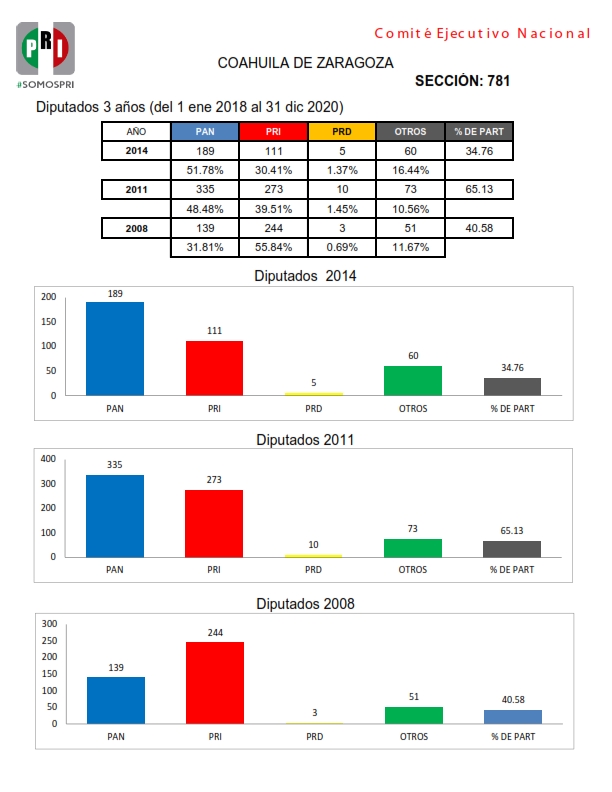 Comité Ejecutivo Nacional
PRI
#SOMOSPRI
COAHUILA DE ZARAGOZA
SECCIÓN: 781
Diputados 3 años (del 1 ene 2018 al 31 dic 2020)
AÑO PAN PRI PRD OTROS % DE PART
2014 189 111 5 60 34.76
51.78% 30.41% 1.37% 16.44%
2011 335 273 10 73 65.13
48.48% 39.51% 1.45% 10.56%
2008 139 244 3 51 40.58
31.81% 55.84% 0.69% 11.67%
Diputados 2014
200
150
100
50
0
189
111
5
60
34.76
PAN PRI PRD OTROS % DE PART
Diputados 2011
400
300
200
100
0
335
273
10
73
65.13
PAN PRI PRD OTROS % DE PART
Diputados 2008
300
250
200
150
100
50
0
139
244
3
51
40.58
PAN PRI PRD OTROS % DE PART